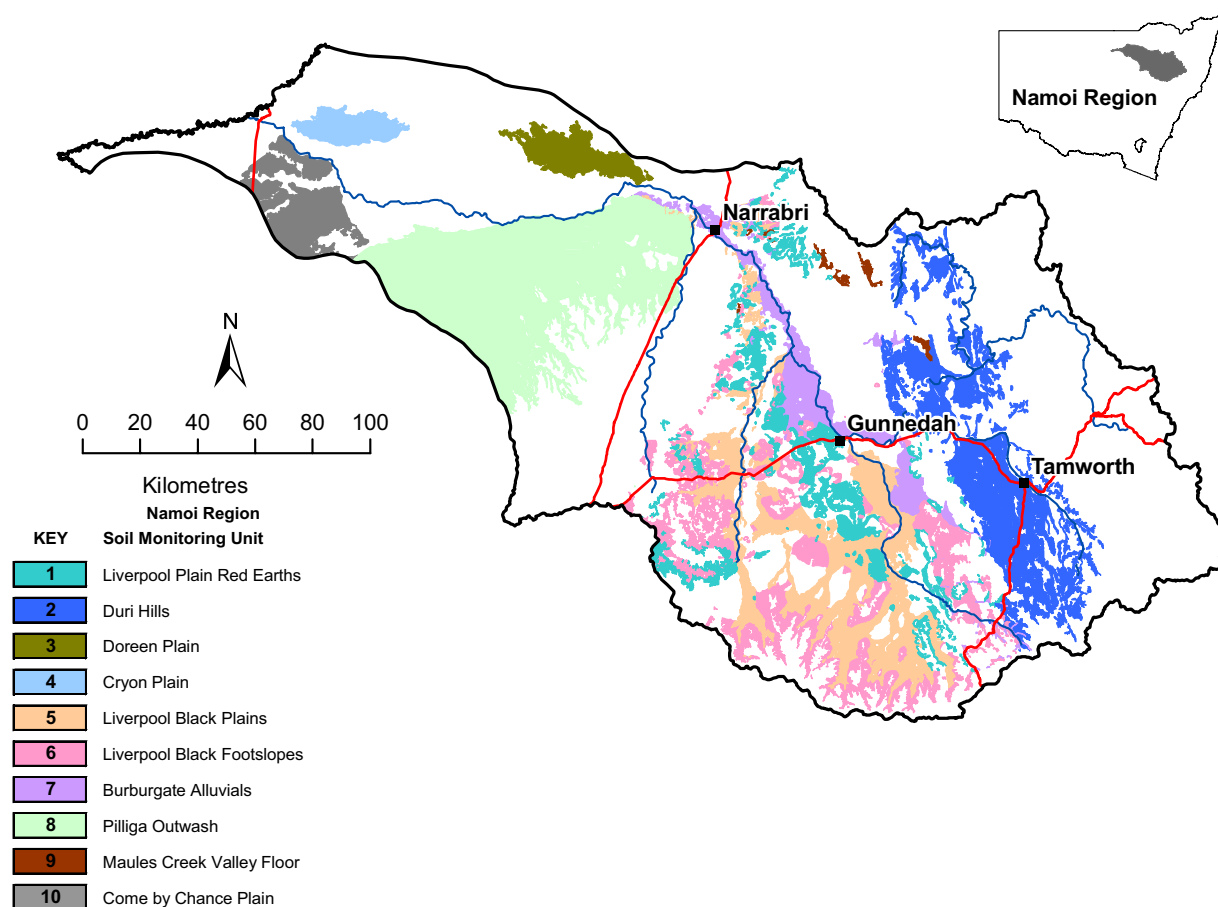 Namoi Region
Narrabri
N
0 20 40 60 80 100
Gunnedah
Tamworth
Kilometres
Namoi Region
KEY Soil Monitoring Unit
1 Liverpool Plain Red Earths
2 Duri Hills
3 Doreen Plain
4 Cryon Plain
5 Liverpool Black Plains
6 Liverpool Black Footslopes
7 Burburgate Alluvials
8 Pilliga Outwash
9 Maules Creek Valley Floor
10 Come by Chance Plain